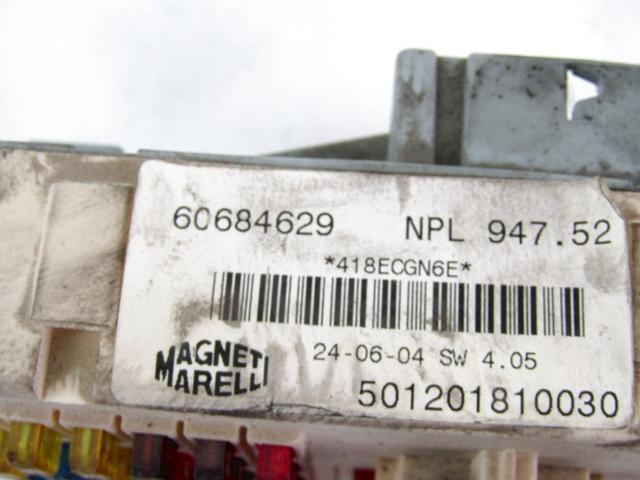 60684629 NPL 947.52
*418ECGN6E*
24-06-04 SW 4.05
MAGNETI
MARELLI
501201810030